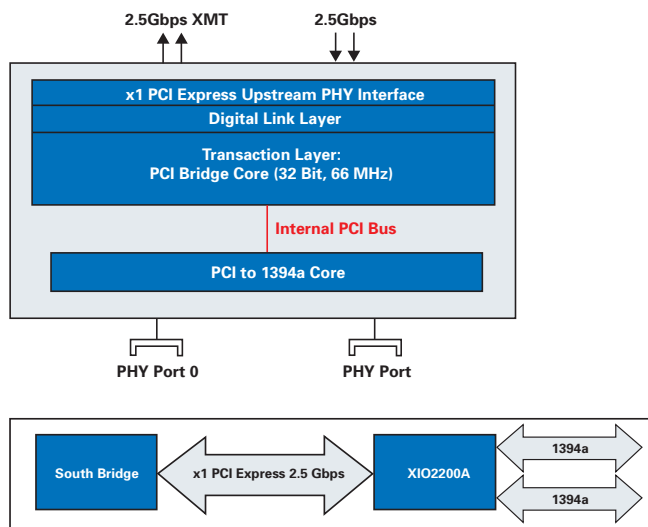 2.5Gbps XMT
2.5Gbps
x1 PCI Express Upstream PHY Interface
Digital Link Layer
Transaction Layer:
PCI Bridge Core (32 Bit, 66 MHz)
Internal PCI Bus
PCI to 1394a Core
PHY Port 0
PHY Port
South Bridge
x1 PCI Express 2.5 Gbps
XIO2200A
1394a
1394a